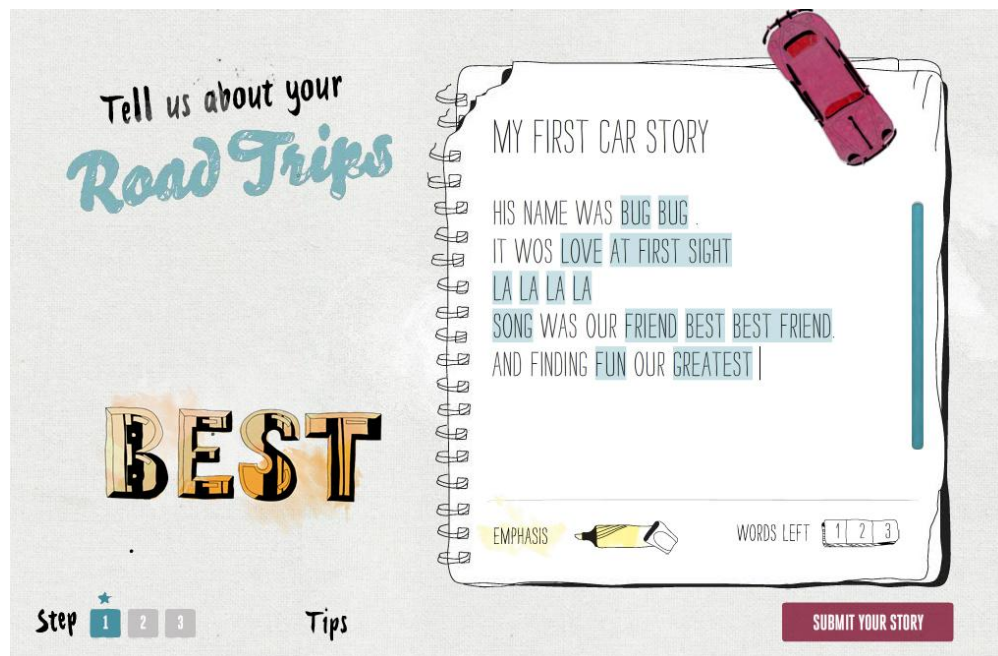 Tell us about your
Road Trips
MY FIRST CAR STORY
HIS NAME WAS BUG BUG .
IT WOS LOVE AT FIRST SIGHT
LA LA LA LA
SONG WAS OUR FRIEND BEST BEST FRIEND.
AND FINDING FUN OUR GREATEST
BEST
EMPHASIS
WORDS LEFT 1 2 3
Step 1 2 3
Tips
SUBMIT YOUR STORY